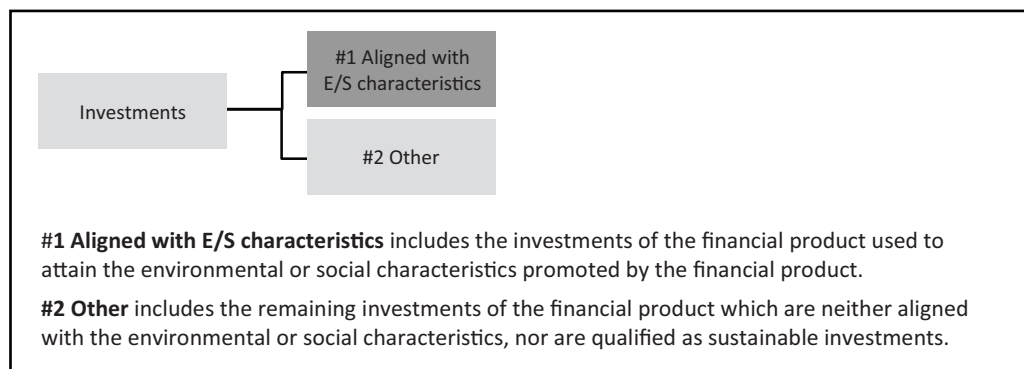 #1 Aligned with
E/S characteristics
Investments
#2 Other
#1 Aligned with E/S characteristics includes the investments of the financial product used to
attain the environmental or social characteristics promoted by the financial product.
#2 Other includes the remaining investments of the financial product which are neither aligned
with the environmental or social characteristics, nor are qualified as sustainable investments.